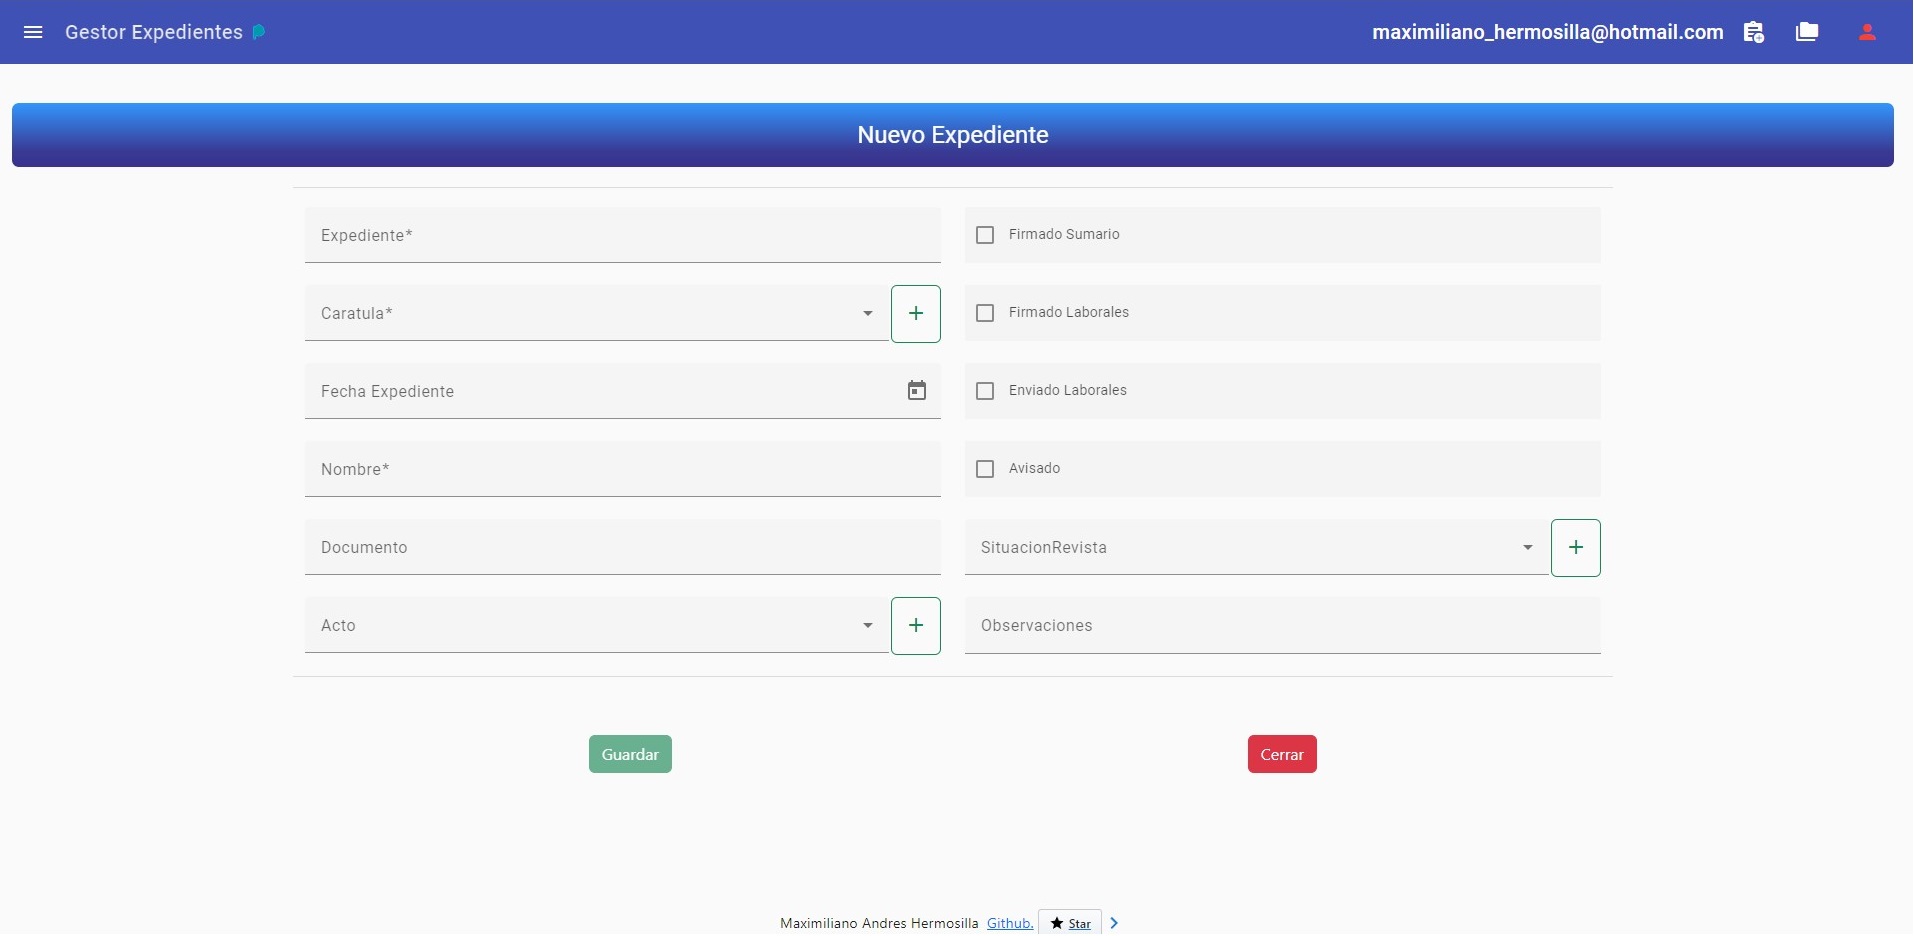 Gestor Expedientes
maximiliano_hermosilla@hotmail.com
Nuevo Expediente
Expediente*
Firmado Sumario
Caratula*
Firmado Laborales
Fecha Expediente
Enviado Laborales
Nombre*
Avisado
Documento
SituacionRevista
Acto
Observaciones
Guardar
Cerrar
Maximiliano Andres Hermosilla Github. Star